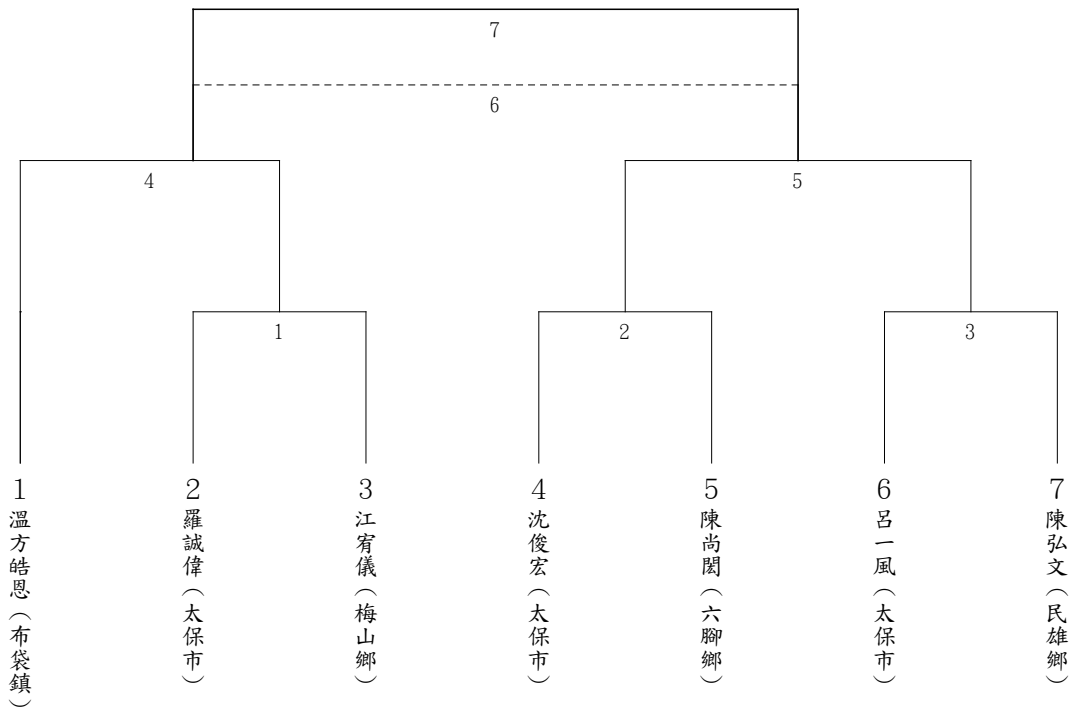 7
6
4
5
1
2
3
1
溫方皓恩（布袋鎮）
2
羅誠偉（太保市）
3
江宥儀（梅山鄉）
4
沈俊宏（太保市）
5
陳尚閎（六腳鄉）
6
呂一風（太保市）
7
陳弘文（民雄鄉）